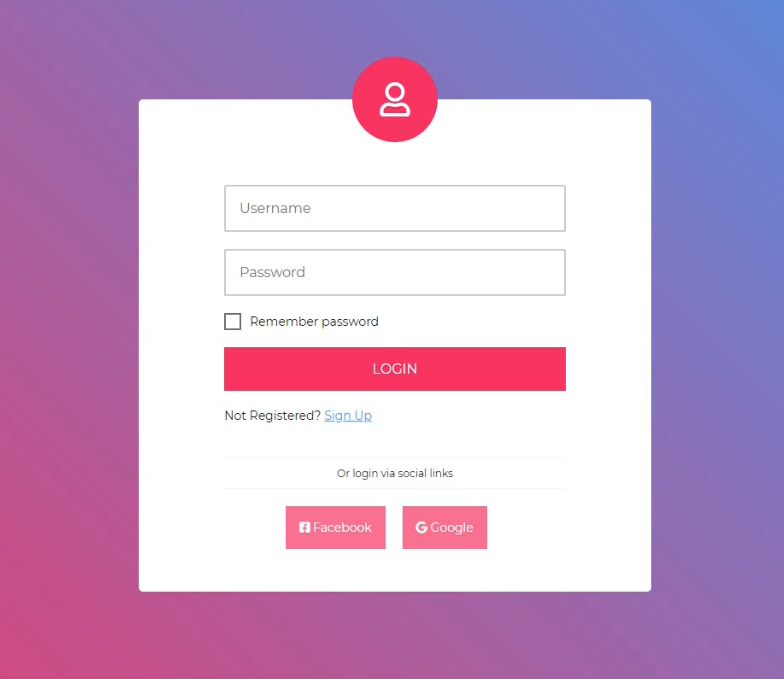 Username
Password
Remember password
LOGIN
Not Registered? Sign Up
Or login via social links
Facebook
Google